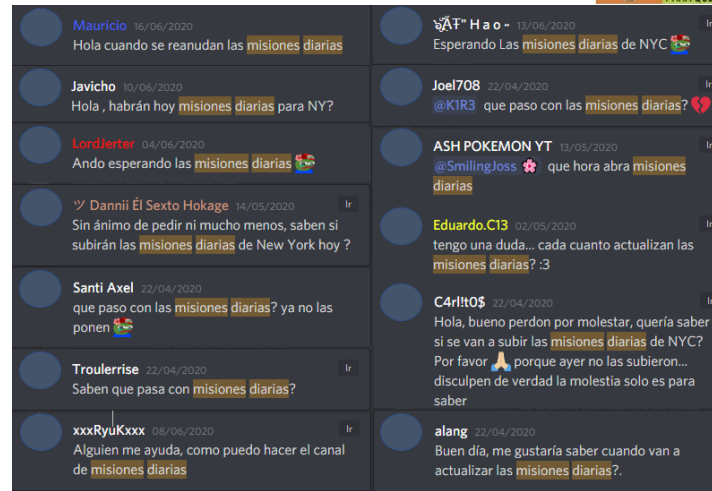 Mauricio 16/06/2020
Hola cuando se reanudan las misiones diarias
Javicho 10/06/2020
Hola , habrán hoy misiones diarias para NY?
LordJerter 04/06/2020
Ando esperando las misiones diarias
ツ Dannii Él Sexto Hokage 14/05/2020 Ir
Sin ánimo de pedir ni mucho menos, saben si
subirán las misiones diarias de New York hoy ?
Santi Axel 22/04/2020
que paso con las misiones diarias? ya no las
ponen
Troulerrise 22/04/2020 Ir
Saben que pasa con misiones diarias?
xxxRyuKxxx 08/06/2020 Ir
Alguien me ayuda, como puedo hacer el canal
de misiones diarias
H a o ~ 13/06/2020 Ir
Esperando Las misiones diarias de NYC
Joel708 22/04/2020 Ir
@K1R3 que paso con las misiones diarias? 💔
ASH POKEMON YT 13/05/2020 Ir
@SmilingJoss 🌸 que hora abra misiones
diarias
Eduardo.C13 02/05/2020 Ir
tengo una duda... cada cuanto actualizan las
misiones diarias? :3
C4rl!t0$ 22/04/2020 Ir
Hola, bueno perdon por molestar, quería saber
si se van a subir las misiones diarias de NYC?
Por favor 🙏🏻 porque ayer no las subieron...
disculpen de verdad la molestia solo es para
saber
alang 22/04/2020
Buen día, me gustaría saber cuando van a
actualizar las misiones diarias?.